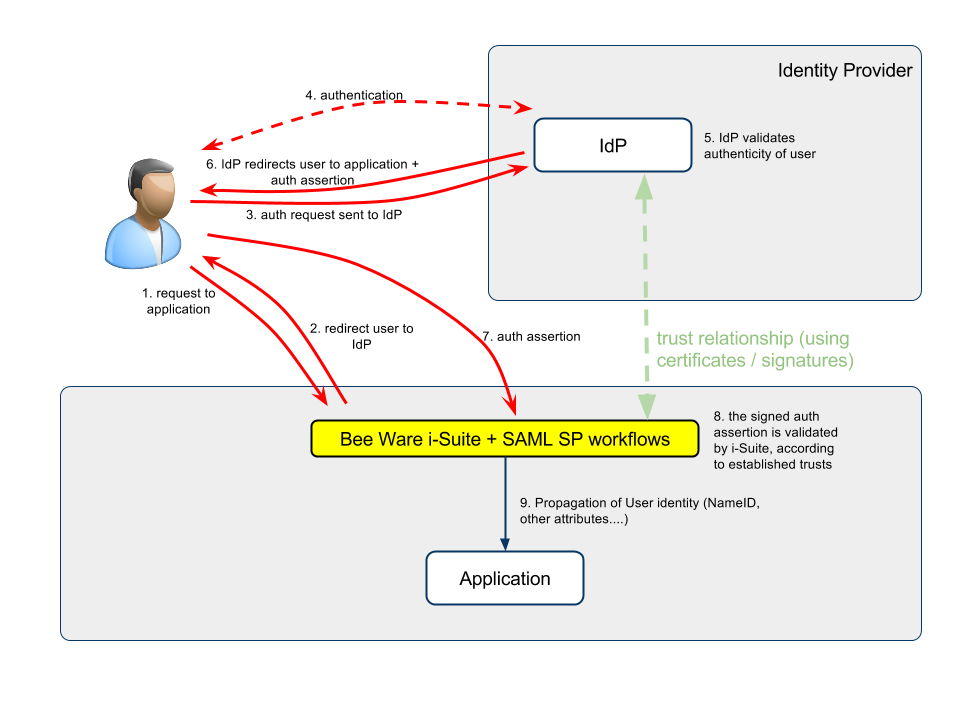 Identity Provider
4. authentication
IdP
5. IdP validates
authenticity of user
6. IdP redirects user to application +
auth assertion
3. auth request sent to IdP
1. request to
application
2. redirect user to
IdP
7. auth assertion
trust relationship (using
certificates / signatures)
Bee Ware i-Suite + SAML SP workflows
8. the signed auth
assertion is validated
by i-Suite, according
to established trusts
9. Propagation of User identity (NameID,
other attributes....)
Application